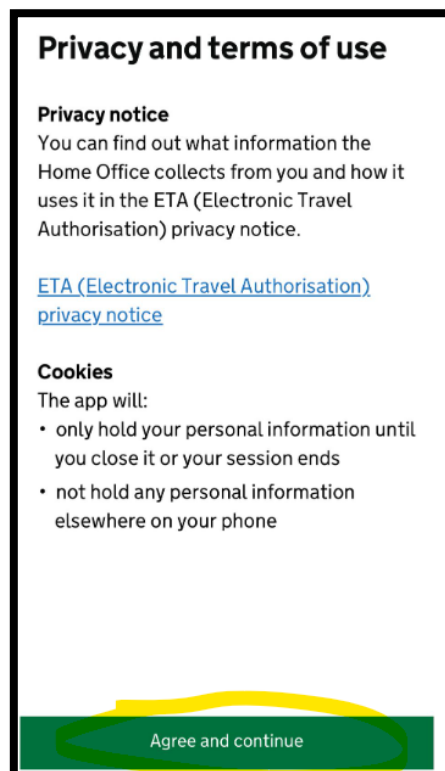 Privacy and terms of use
Privacy notice
You can find out what information the
Home Office collects from you and how it
uses it in the ETA (Electronic Travel
Authorisation) privacy notice.
ETA (Electronic Travel Authorisation)
privacy notice
Cookies
The app will:
• only hold your personal information until
you close it or your session ends
• not hold any personal information
elsewhere on your phone
Agree and continue